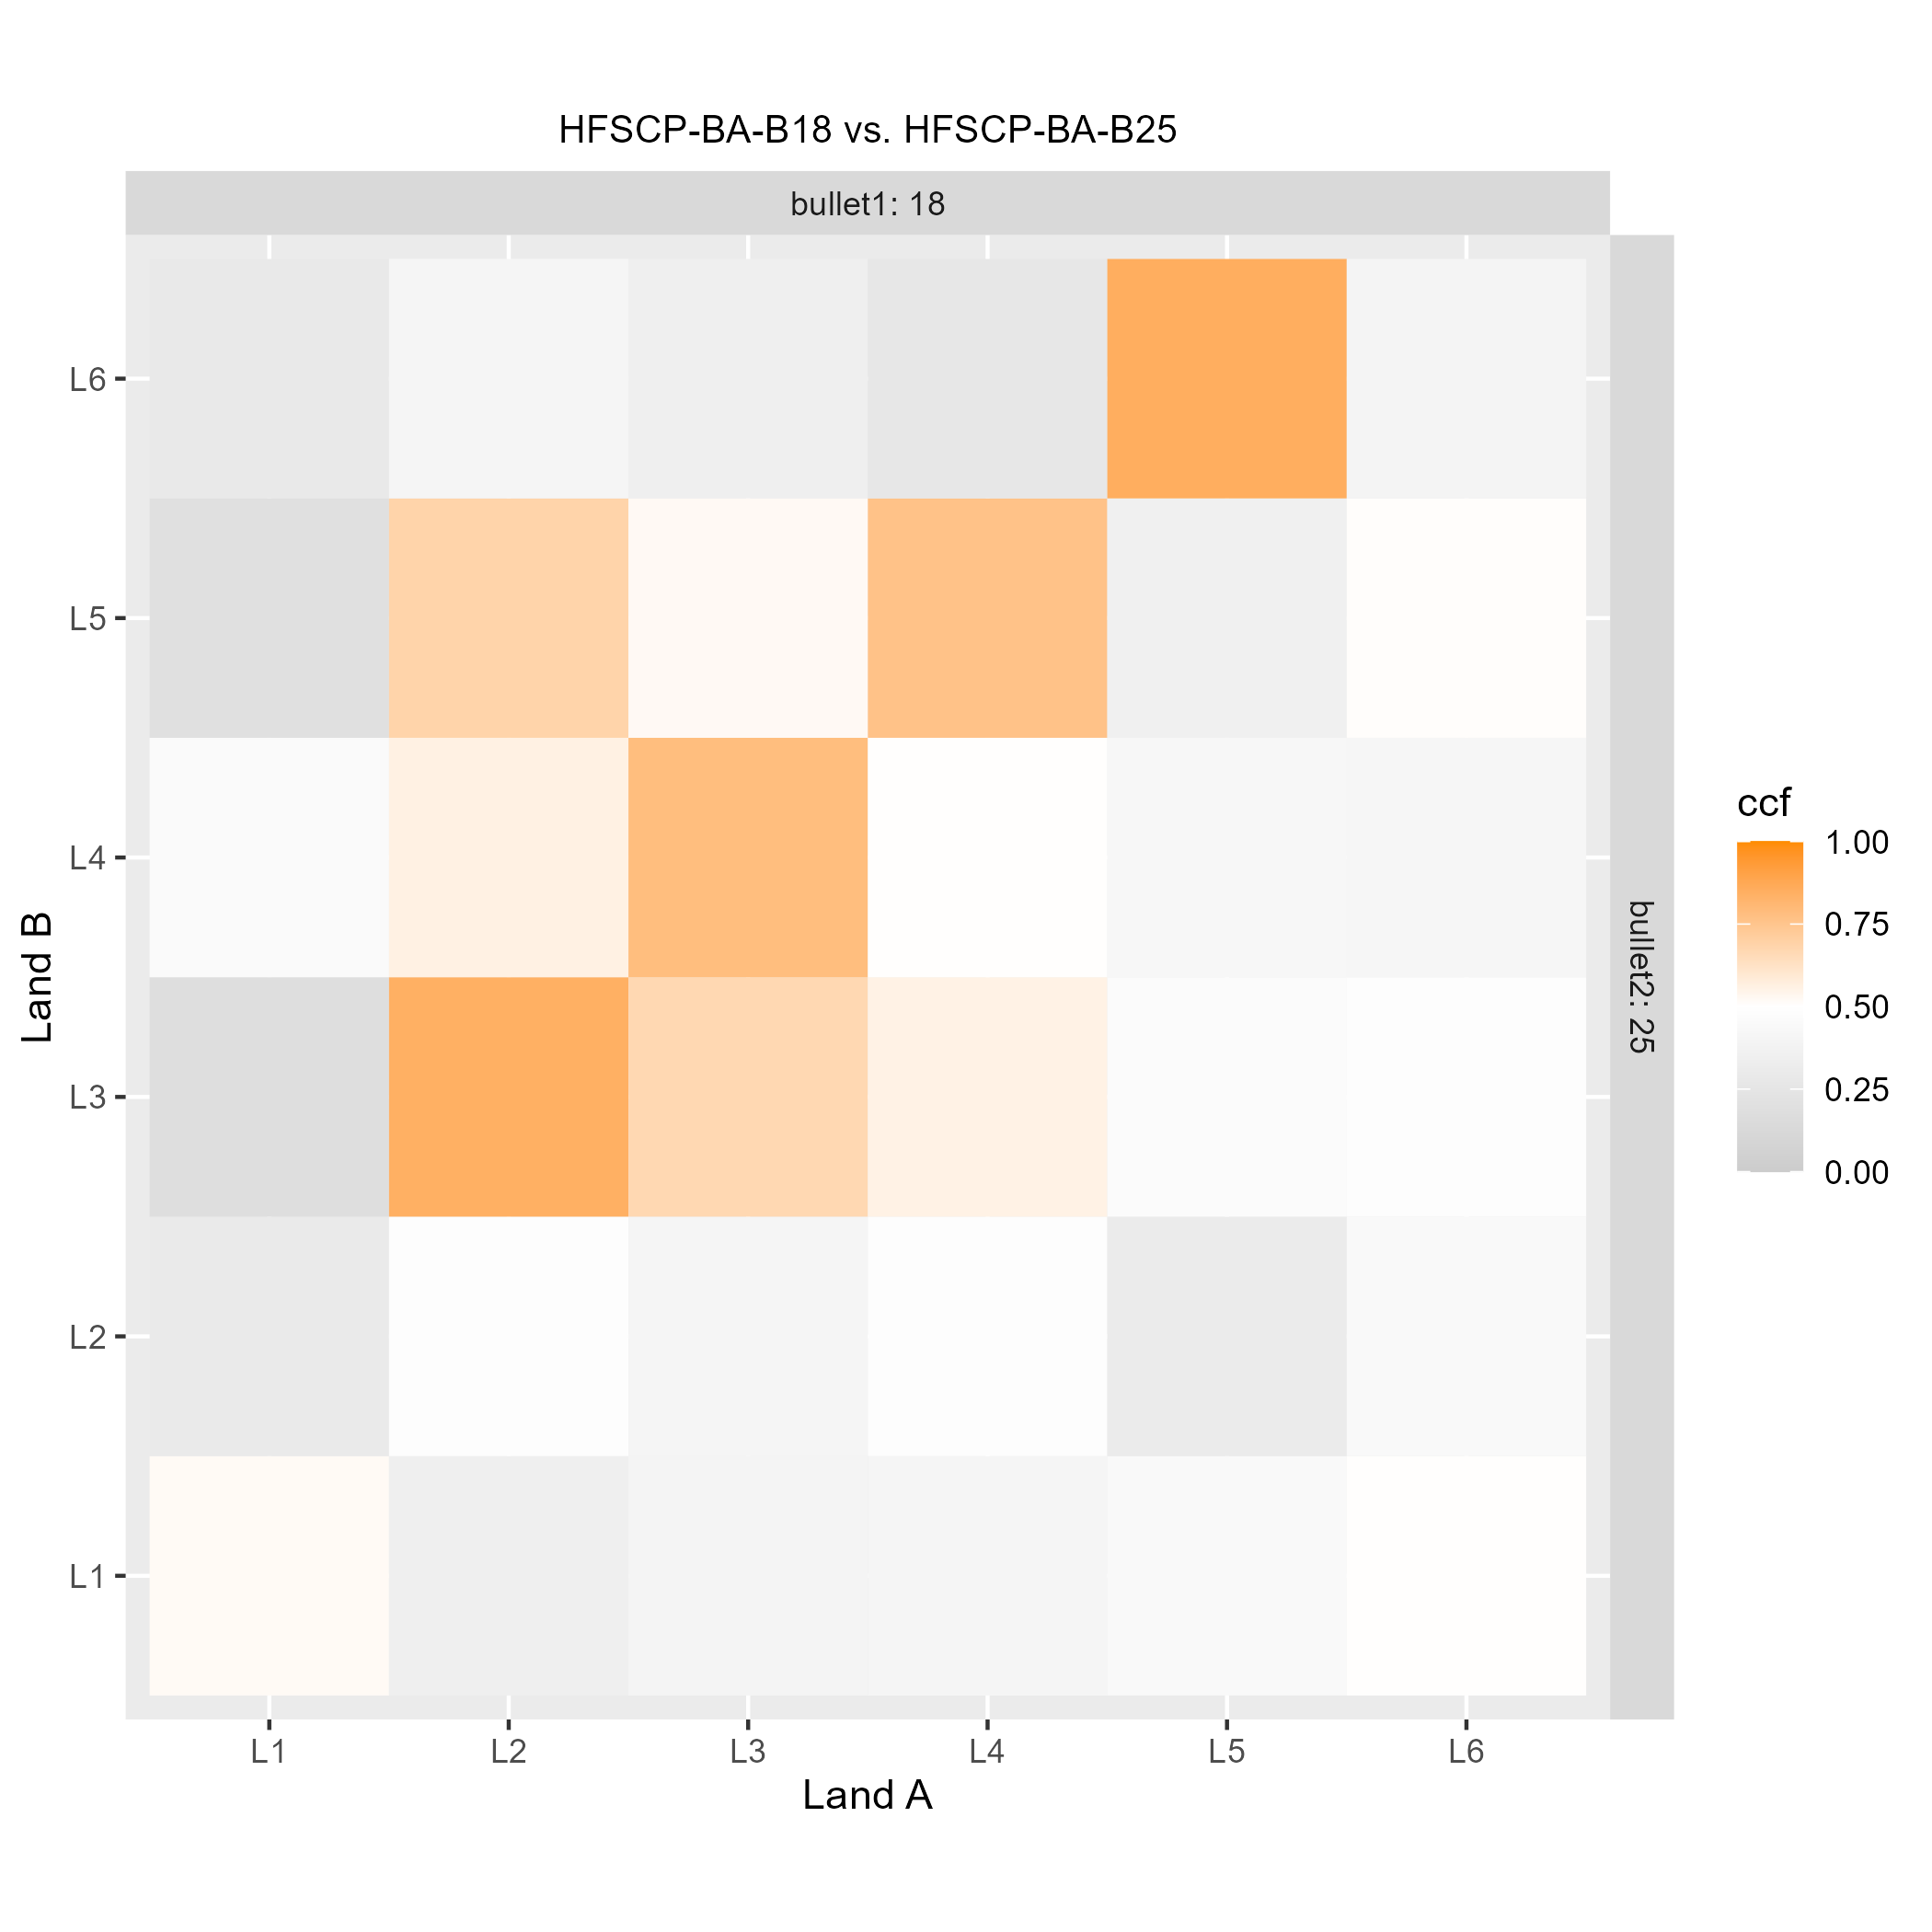 HFSCP-BA-B18 vs. HFSCP-BA-B25
bullet1: 18
bullet2: 25
Land B
L6
L5
L4
L3
L2
L1
L1 L2 L3 L4 L5 L6
Land A
ccf
1.00
0.75
0.50
0.25
0.00